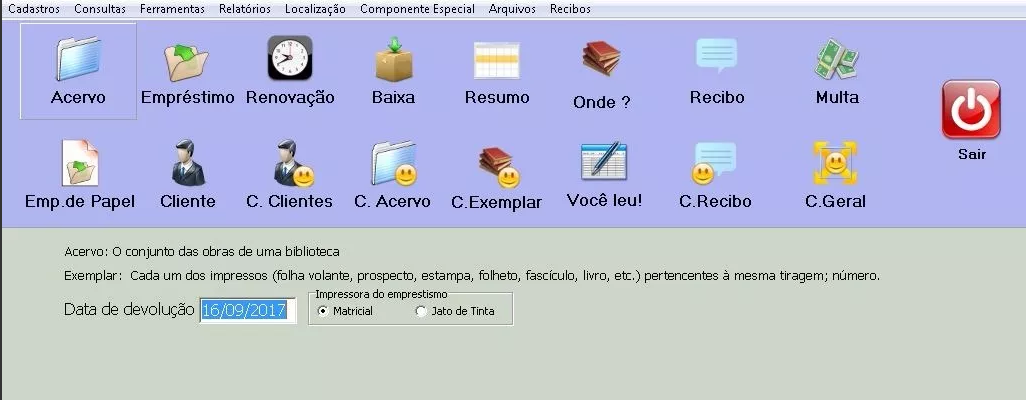 Cadastros Consultas Ferramentas Relatórios Localização Componente Especial Arquivos Recibos
Acervo Empréstimo Renovação Baixa Resumo Onde ? Recibo Multa
Sair
Emp.de Papel Cliente C. Clientes C. Acervo C.Exemplar Você leu! C.Recibo C.Geral
Acervo: O conjunto das obras de uma biblioteca
Exemplar: Cada um dos impressos (folha volante, prospecto, estampa, folheto, fascículo, livro, etc.) pertencentes à mesma tiragem; número.
Impressora do emprestismo
Data de devolução 16/09/2017 Matricial Jato de Tinta